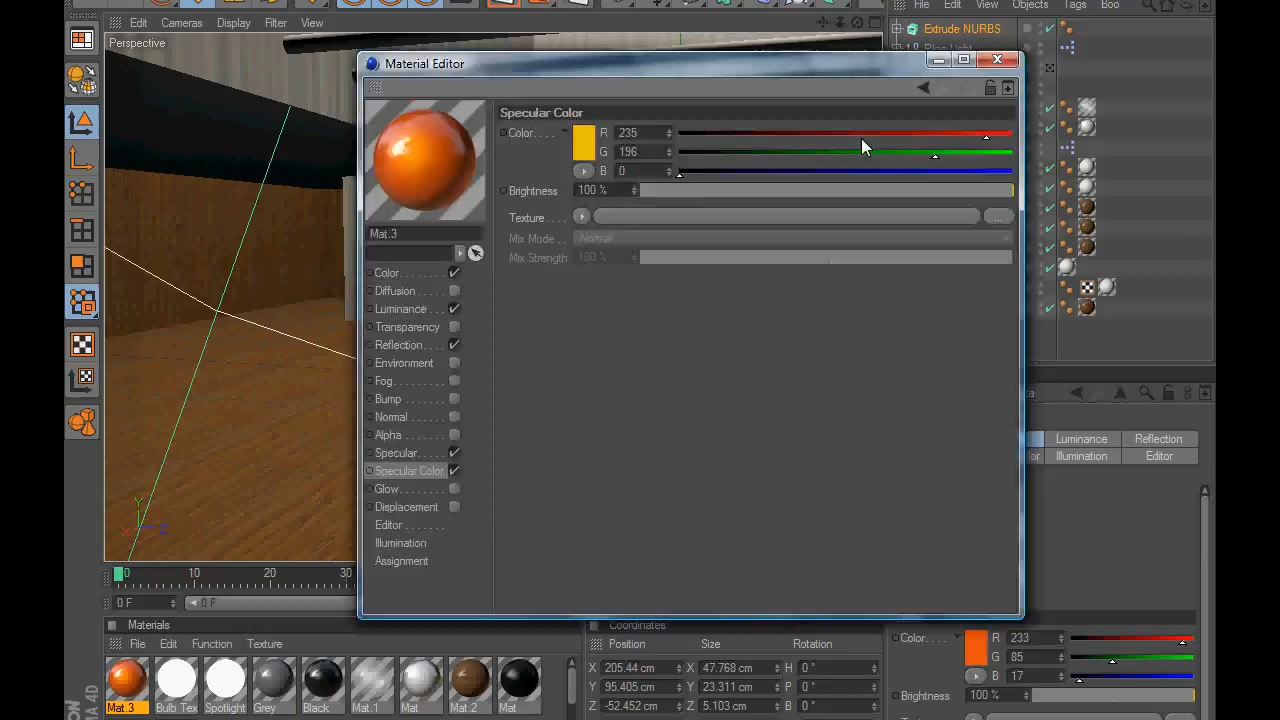 File Edit View Objects Tags Boo
Edit Cameras Display Filter View
Extrude NURBS
Perspective
Material Editor
Specular Color
Color. . . .
R 235
G 196
B 0
Brightness 100 %
Texture . . . . .
...
Mix Mode . . Normal
Mix Strength 100 %
Mat.3
Color . . . . . . .
Diffusion . . . .
Luminance . .
Transparency
Reflection. . .
Environment
Fog. . . . . . . . .
Bump . . . . . .
Normal . . . . .
Alpha . . . . . .
Specular. . . .
Specular Color
Glow. . . . . . . .
Displacement
Editor . . . . . .
Illumination
Assignment
Luminance Reflection
Illumination Editor
0 10 20 30
0 F 0 F
Materials
File Edit Function Texture
Mat.3 Bulb Tex Spotlight Grey Black Mat.1 Mat Mat.2 Mat
Coordinates
Position Size Rotation
X 205.44 cm X 47.768 cm H 0 °
Y 95.405 cm Y 23.311 cm P 0 °
Z -52.452 cm Z 5.103 cm B 0 °
Color. . . .
R 233
G 85
B 17
Brightness 100 %